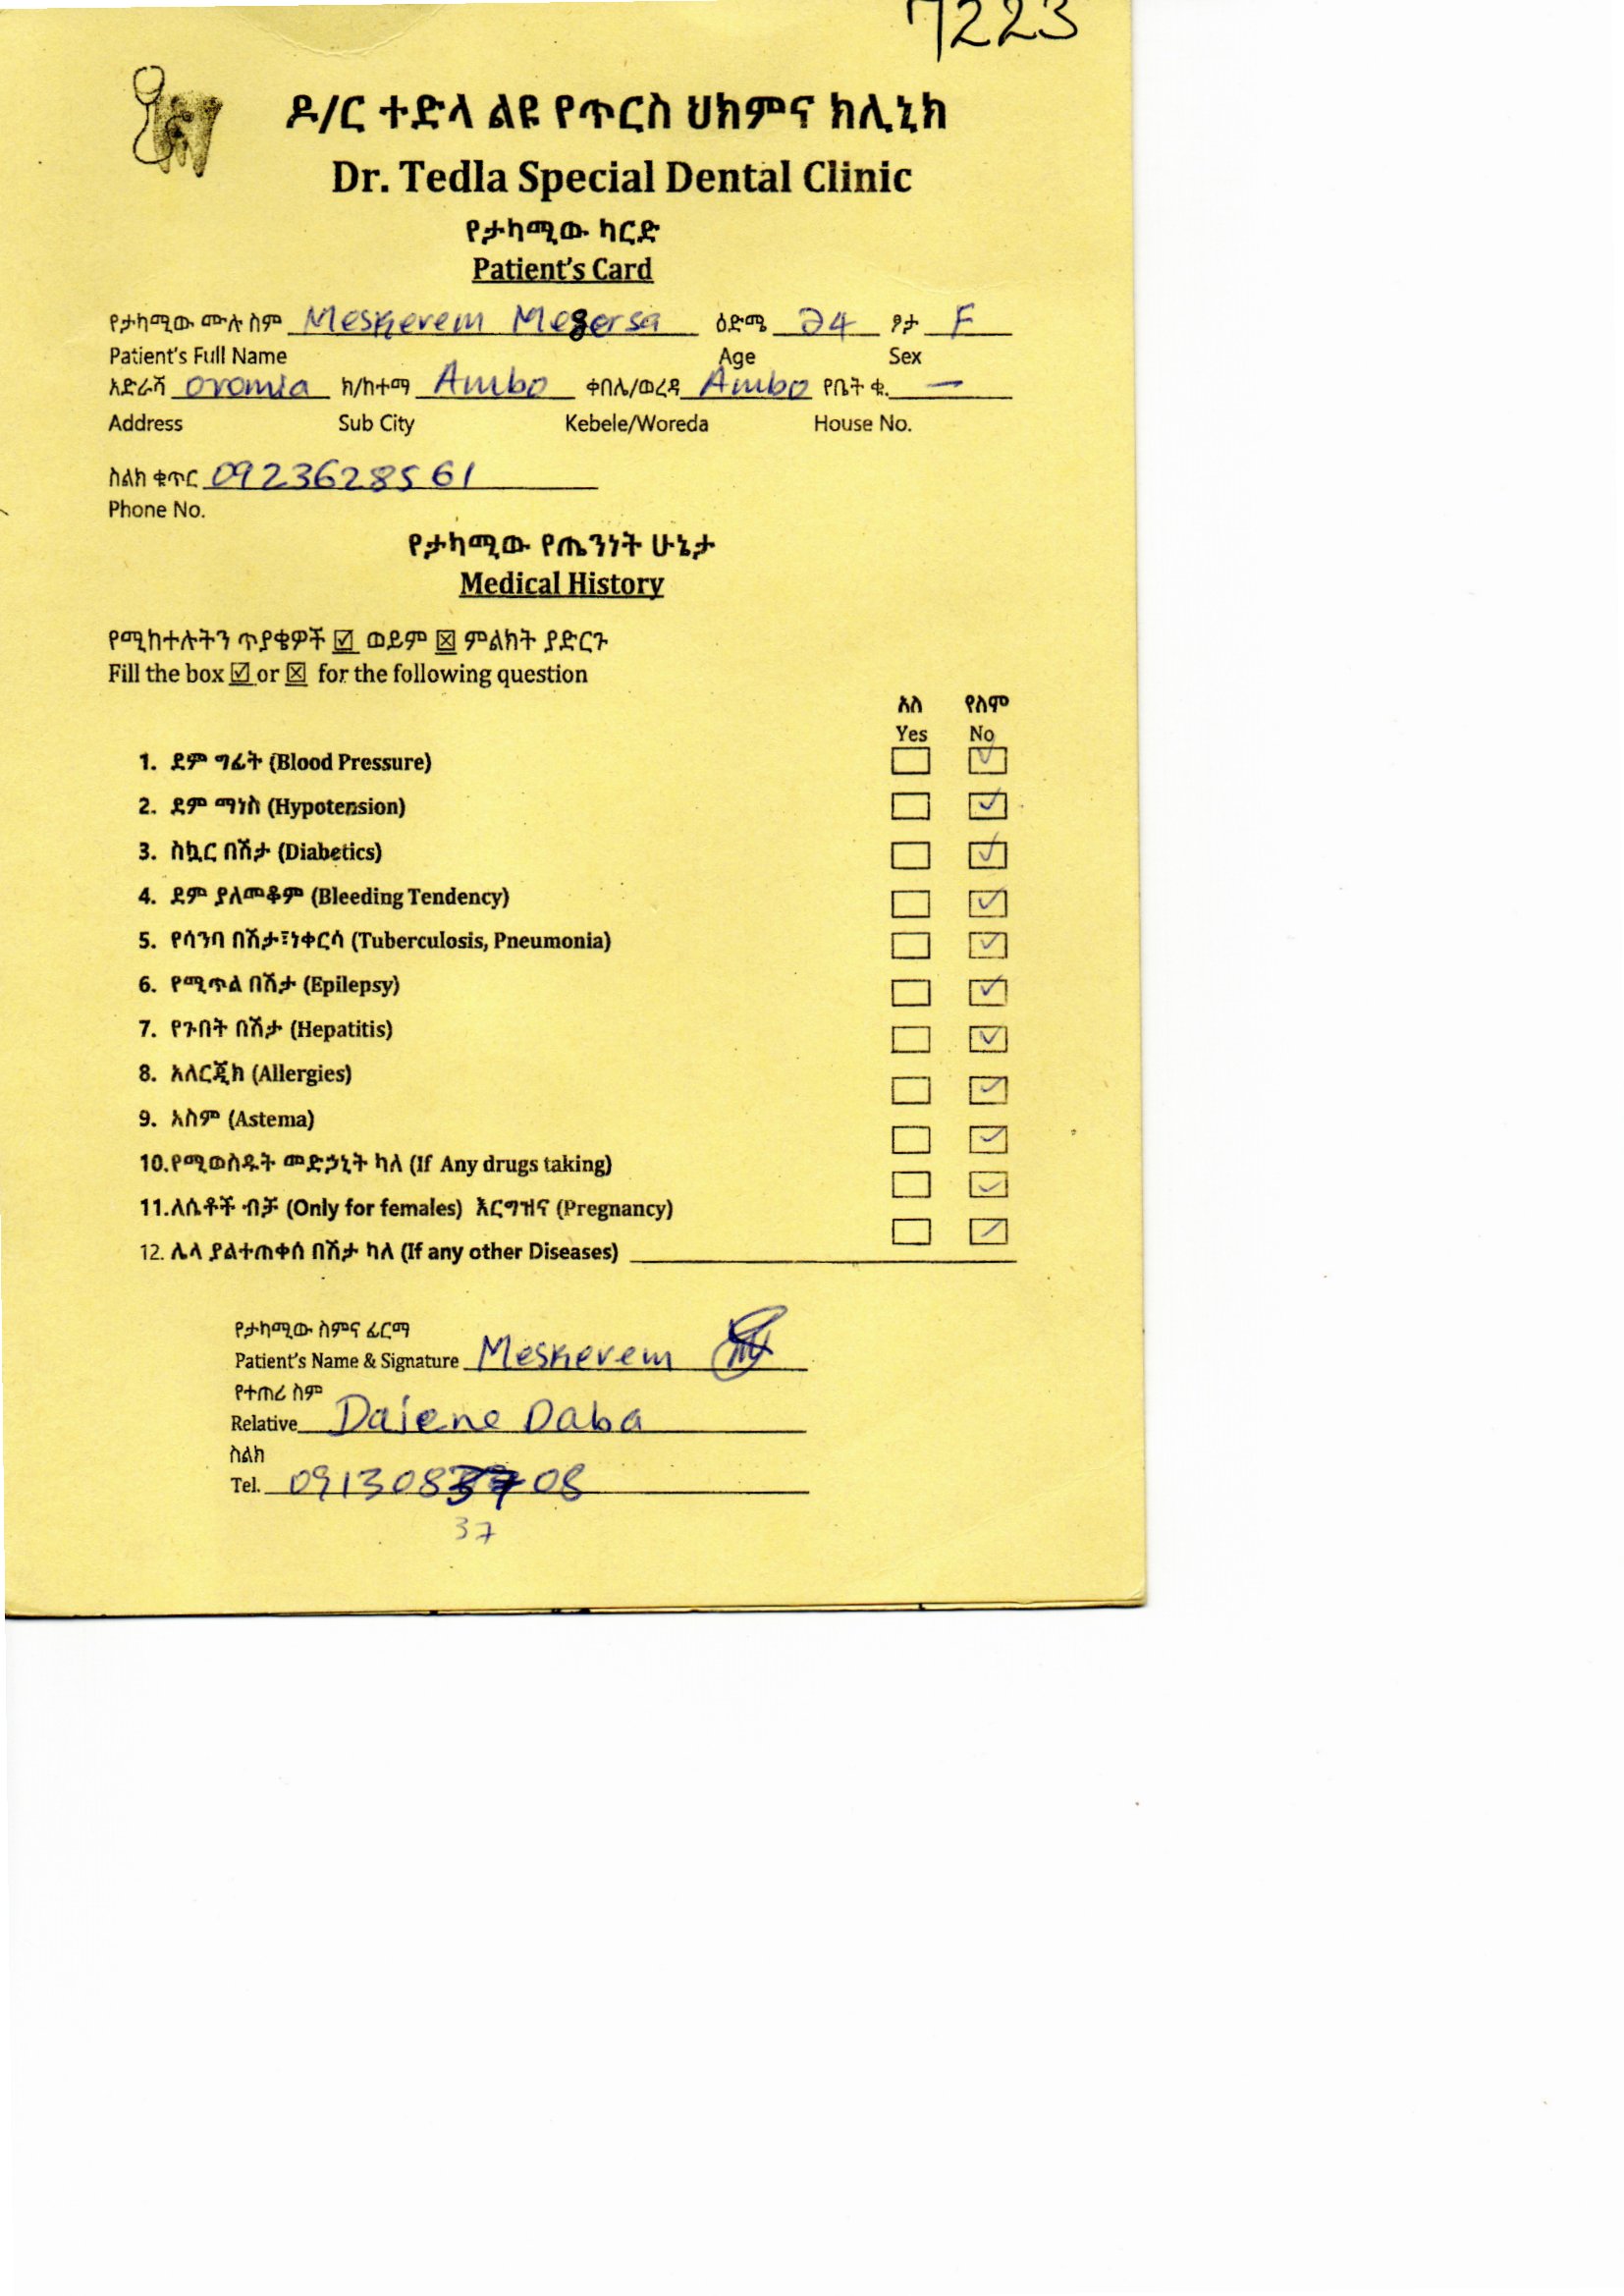 7223
ዶ/ር ተድላ ልዩ የጥርስ ህክምና ክሊኒክ
Dr. Tedla Special Dental Clinic
የታካሚው ካርድ
Patient's Card
የታካሚው ሙሉ ስም Meskerem Megersa ዕድሜ 24 ፆታ F
Patient's Full Name Age Sex
አድራሻ oromia ክ/ከተማ Ambo ቀበሌ/ወረዳ Ambo የቤት ቁ. —
Address Sub City Kebele/Woreda House No.
ስልክ ቁጥር 0923628561
Phone No.
የታካሚው የጤንነት ሁኔታ
Medical History
የሚከተሉትን ጥያቄዎች ☑ ወይም ☒ ምልክት ያድርጉ
Fill the box ☑ or ☒ for the following question
አለ የለም
Yes No
1. ደም ግፊት (Blood Pressure) ☐ ☑
2. ደም ማነስ (Hypotension) ☐ ☑
3. ስኳር በሽታ (Diabetics) ☐ ☑
4. ደም ያለመቆም (Bleeding Tendency) ☐ ☑
5. የሳንባ በሽታ፣ነቀርሳ (Tuberculosis, Pneumonia) ☐ ☑
6. የሚጥል በሽታ (Epilepsy) ☐ ☑
7. የጉበት በሽታ (Hepatitis) ☐ ☑
8. አለርጂክ (Allergies) ☐ ☑
9. አስም (Astema) ☐ ☑
10.የሚወስዱት መድኃኒት ካለ (If Any drugs taking) ☐ ☑
11.ለሴቶች ብቻ (Only for females) እርግዝና (Pregnancy) ☐ ☑
12. ሌላ ያልተጠቀሰ በሽታ ካለ (If any other Diseases)
የታካሚው ስምና ፊርማ
Patient's Name & Signature Meskerem
የተጠሪ ስም
Relative Dajene Daba
ስልክ
Tel. 0913083708
37